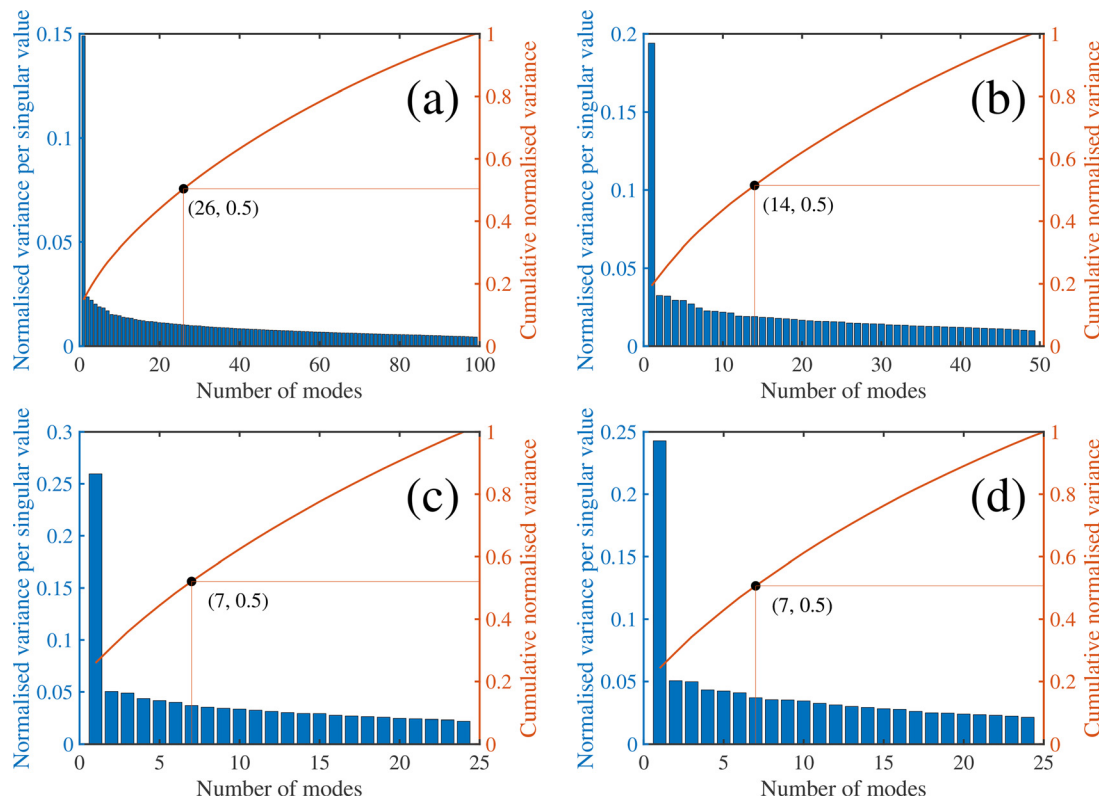 Normalised variance per singular value
0.15
0.1
0.05
0
(a)
(26, 0.5)
1
0.8
0.6
0.4
0.2
0
Cumulative normalised variance
0 20 40 60 80 100
Number of modes
Normalised variance per singular value
0.2
0.15
0.1
0.05
0
(b)
(14, 0.5)
1
0.8
0.6
0.4
0.2
0
Cumulative normalised variance
0 10 20 30 40 50
Number of modes
Normalised variance per singular value
0.3
0.25
0.2
0.15
0.1
0.05
0
(c)
(7, 0.5)
1
0.8
0.6
0.4
0.2
0
Cumulative normalised variance
0 5 10 15 20 25
Number of modes
Normalised variance per singular value
0.25
0.2
0.15
0.1
0.05
0
(d)
(7, 0.5)
1
0.8
0.6
0.4
0.2
0
Cumulative normalised variance
0 5 10 15 20 25
Number of modes